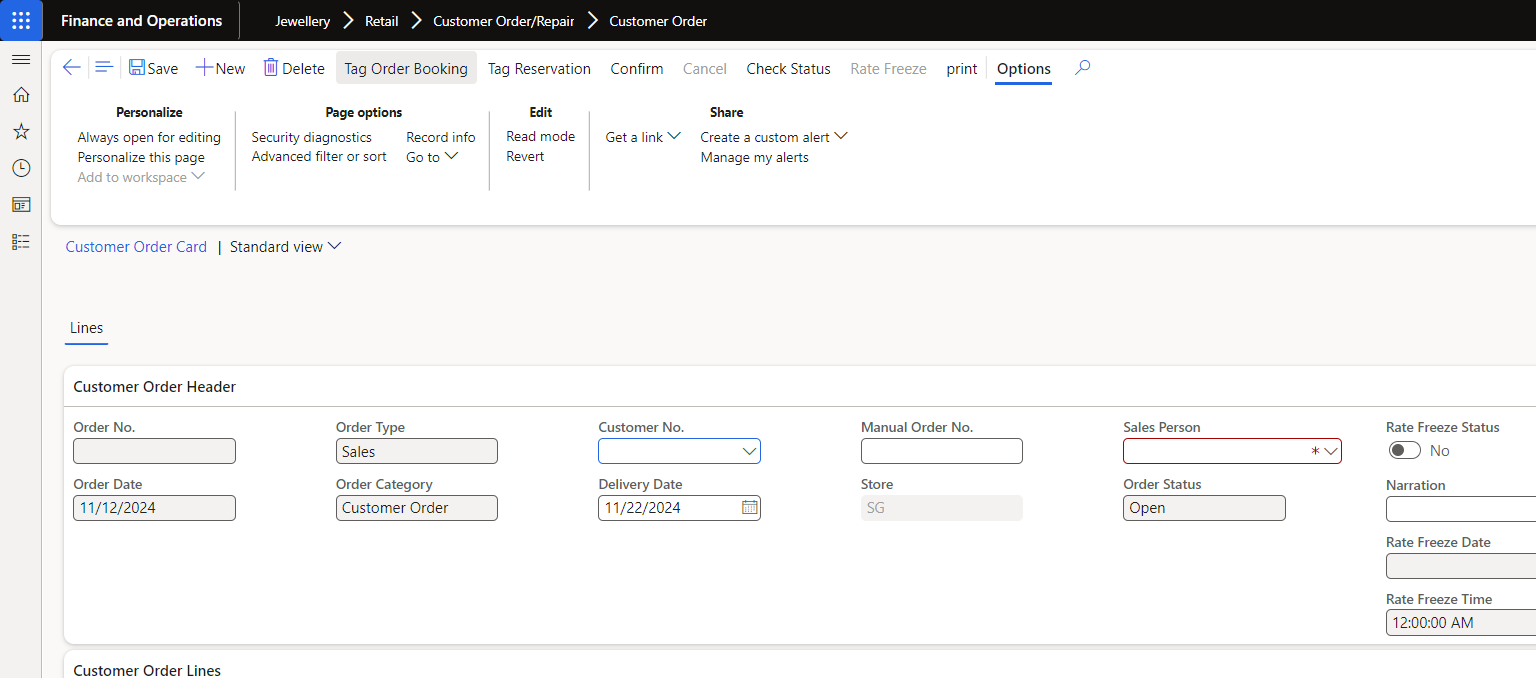 Finance and Operations Jewellery Retail Customer Order/Repair Customer Order
Save New Delete Tag Order Booking Tag Reservation Confirm Cancel Check Status Rate Freeze print Options
Personalize Page options Edit Share
Always open for editing Security diagnostics Record info Read mode Get a link Create a custom alert
Personalize this page Advanced filter or sort Go to Revert Manage my alerts
Add to workspace
Customer Order Card | Standard view
Lines
Customer Order Header
Order No. Order Type Customer No. Manual Order No. Sales Person Rate Freeze Status
Sales * No
Order Date Order Category Delivery Date Store Order Status Narration
11/12/2024 Customer Order 11/22/2024 SG Open
Rate Freeze Date
Rate Freeze Time
12:00:00 AM
Customer Order Lines